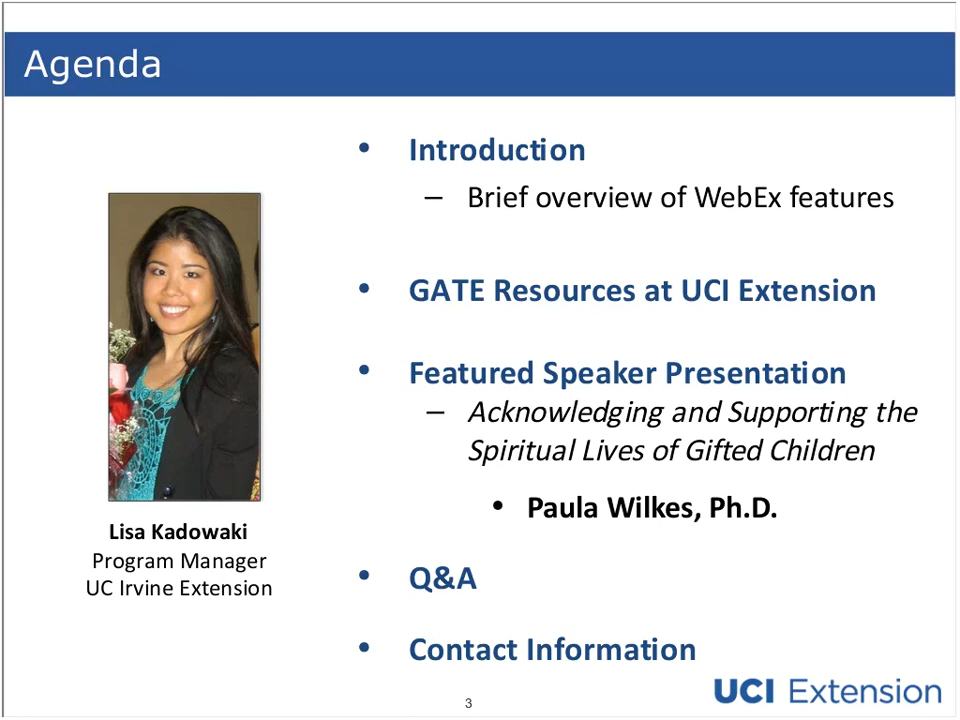 Agenda
• Introduction
– Brief overview of WebEx features
• GATE Resources at UCI Extension
• Featured Speaker Presentation
– Acknowledging and Supporting the
Spiritual Lives of Gifted Children
• Paula Wilkes, Ph.D.
• Q&A
• Contact Information
Lisa Kadowaki
Program Manager
UC Irvine Extension
3
UCI Extension